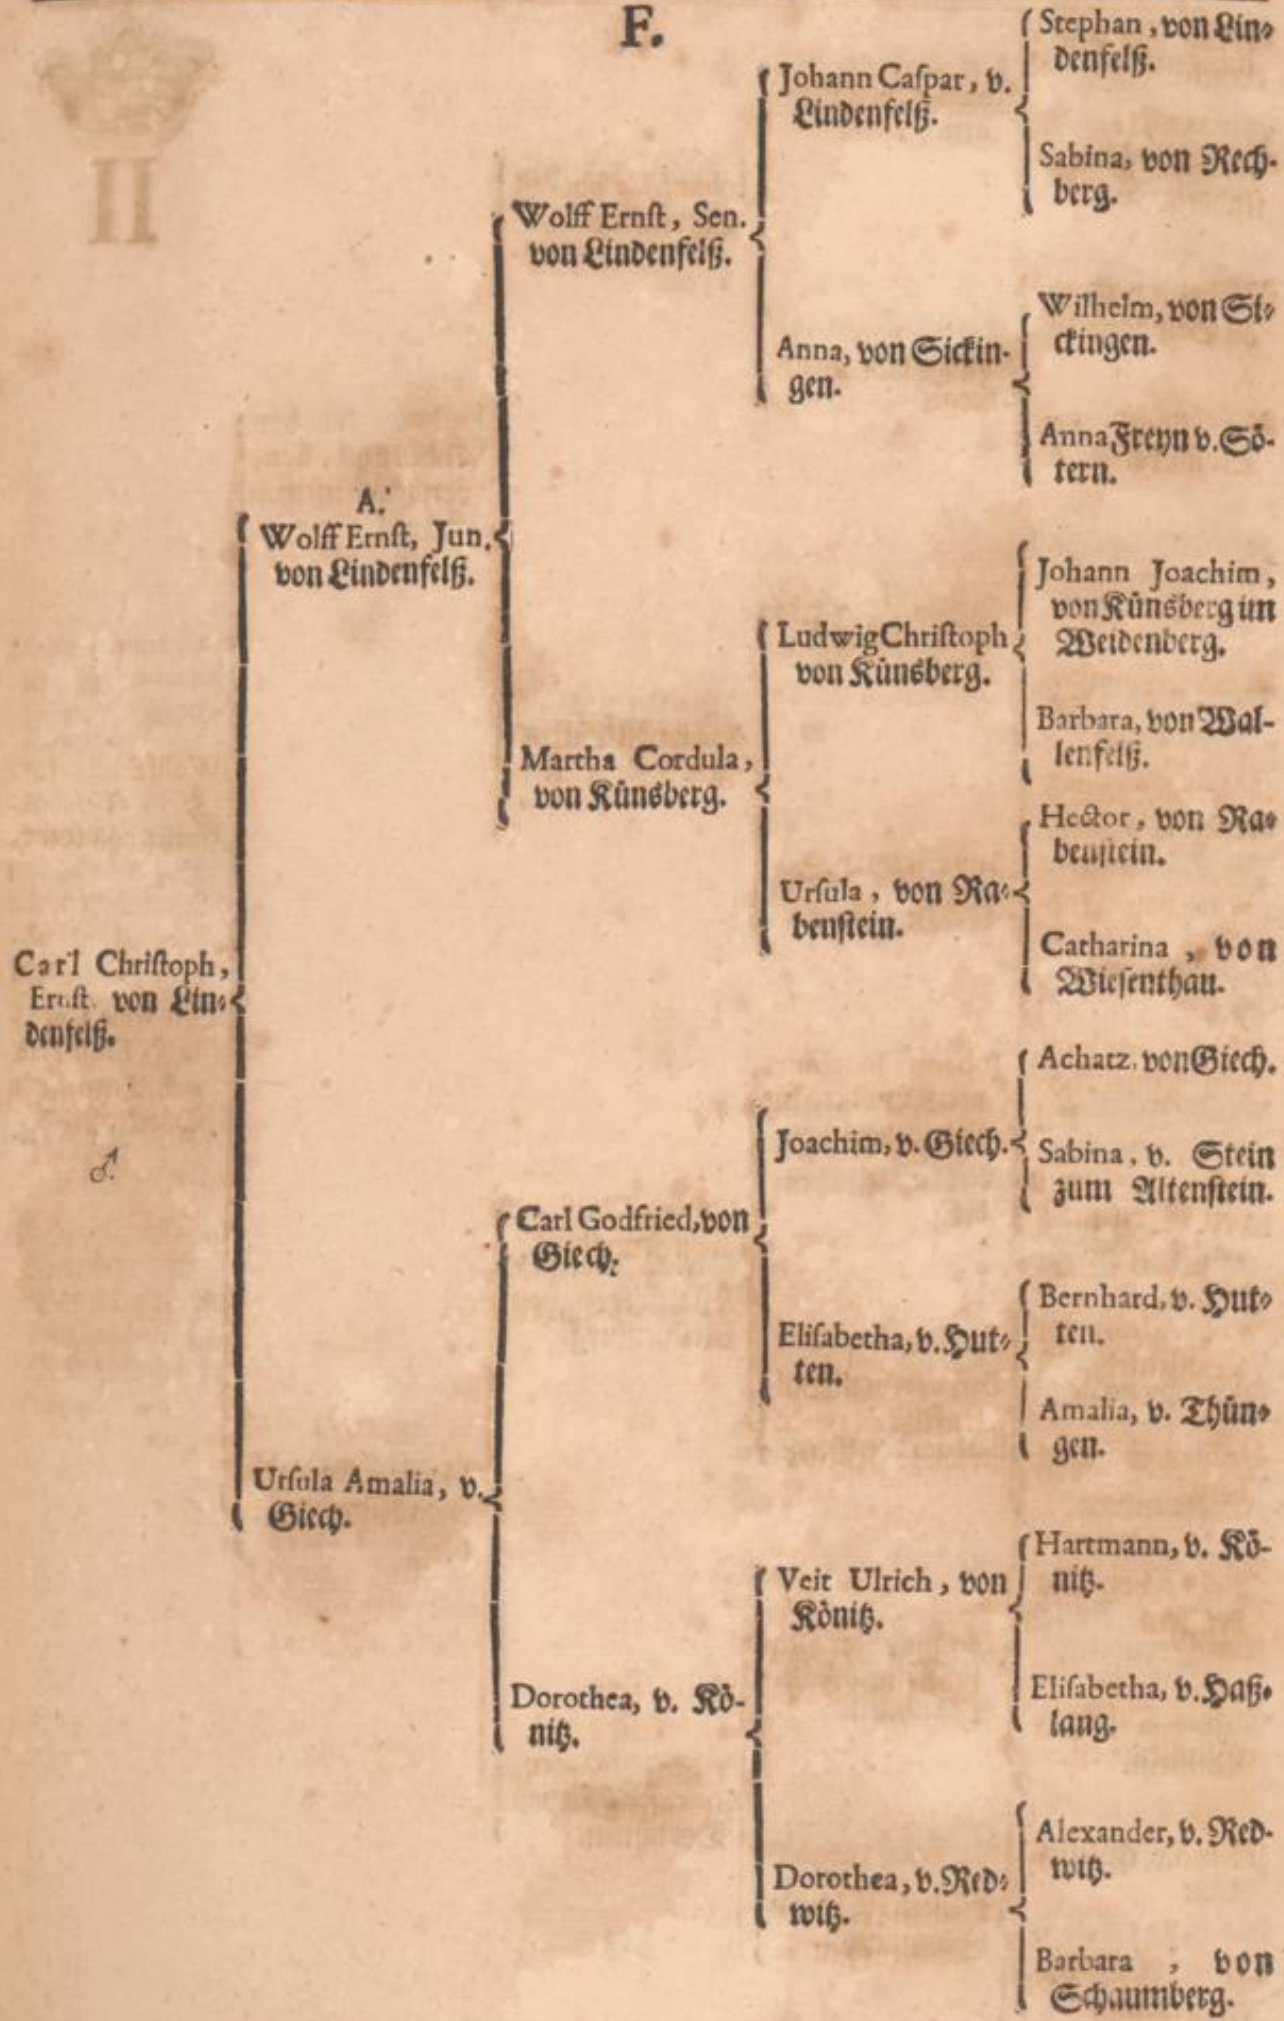 F.
Carl Christoph,
Ernst von Lin-
denfelß.
♂.
A.
Wolff Ernſt, Jun.
von Lindenfelß.
Urſula Amalia, v.
Giech.
Wolff Ernſt, Sen.
von Lindenfelß.
Martha Cordula,
von Künsberg.
Carl Godfried, von
Giech.
Dorothea, v. Kö-
nitz.
Johann Caſpar, v.
Lindenfelß.
Anna, von Sickin-
gen.
Ludwig Chriſtoph
von Künsberg.
Urſula, von Ra-
benſtein.
Joachim, v. Giech.
Eliſabetha, v. Hut-
ten.
Veit Ulrich, von
Könitz.
Dorothea, v. Red-
witz.
Stephan, von Lin-
denfelß.
Sabina, von Rech-
berg.
Wilhelm, von Si-
ckingen.
Anna Freyn v. Sö-
tern.
Johann Joachim,
von Künsberg im
Weidenberg.
Barbara, von Wal-
lenfelß.
Hector, von Ra-
benſtein.
Catharina, von
Wieſenthau.
Achatz, von Giech.
Sabina, v. Stein
zum Altenſtein.
Bernhard, v. Hut-
ten.
Amalia, v. Thün-
gen.
Hartmann, v. Kö-
nitz.
Eliſabetha, v. Haß-
lang.
Alexander, v. Red-
witz.
Barbara, von
Schaumberg.
II